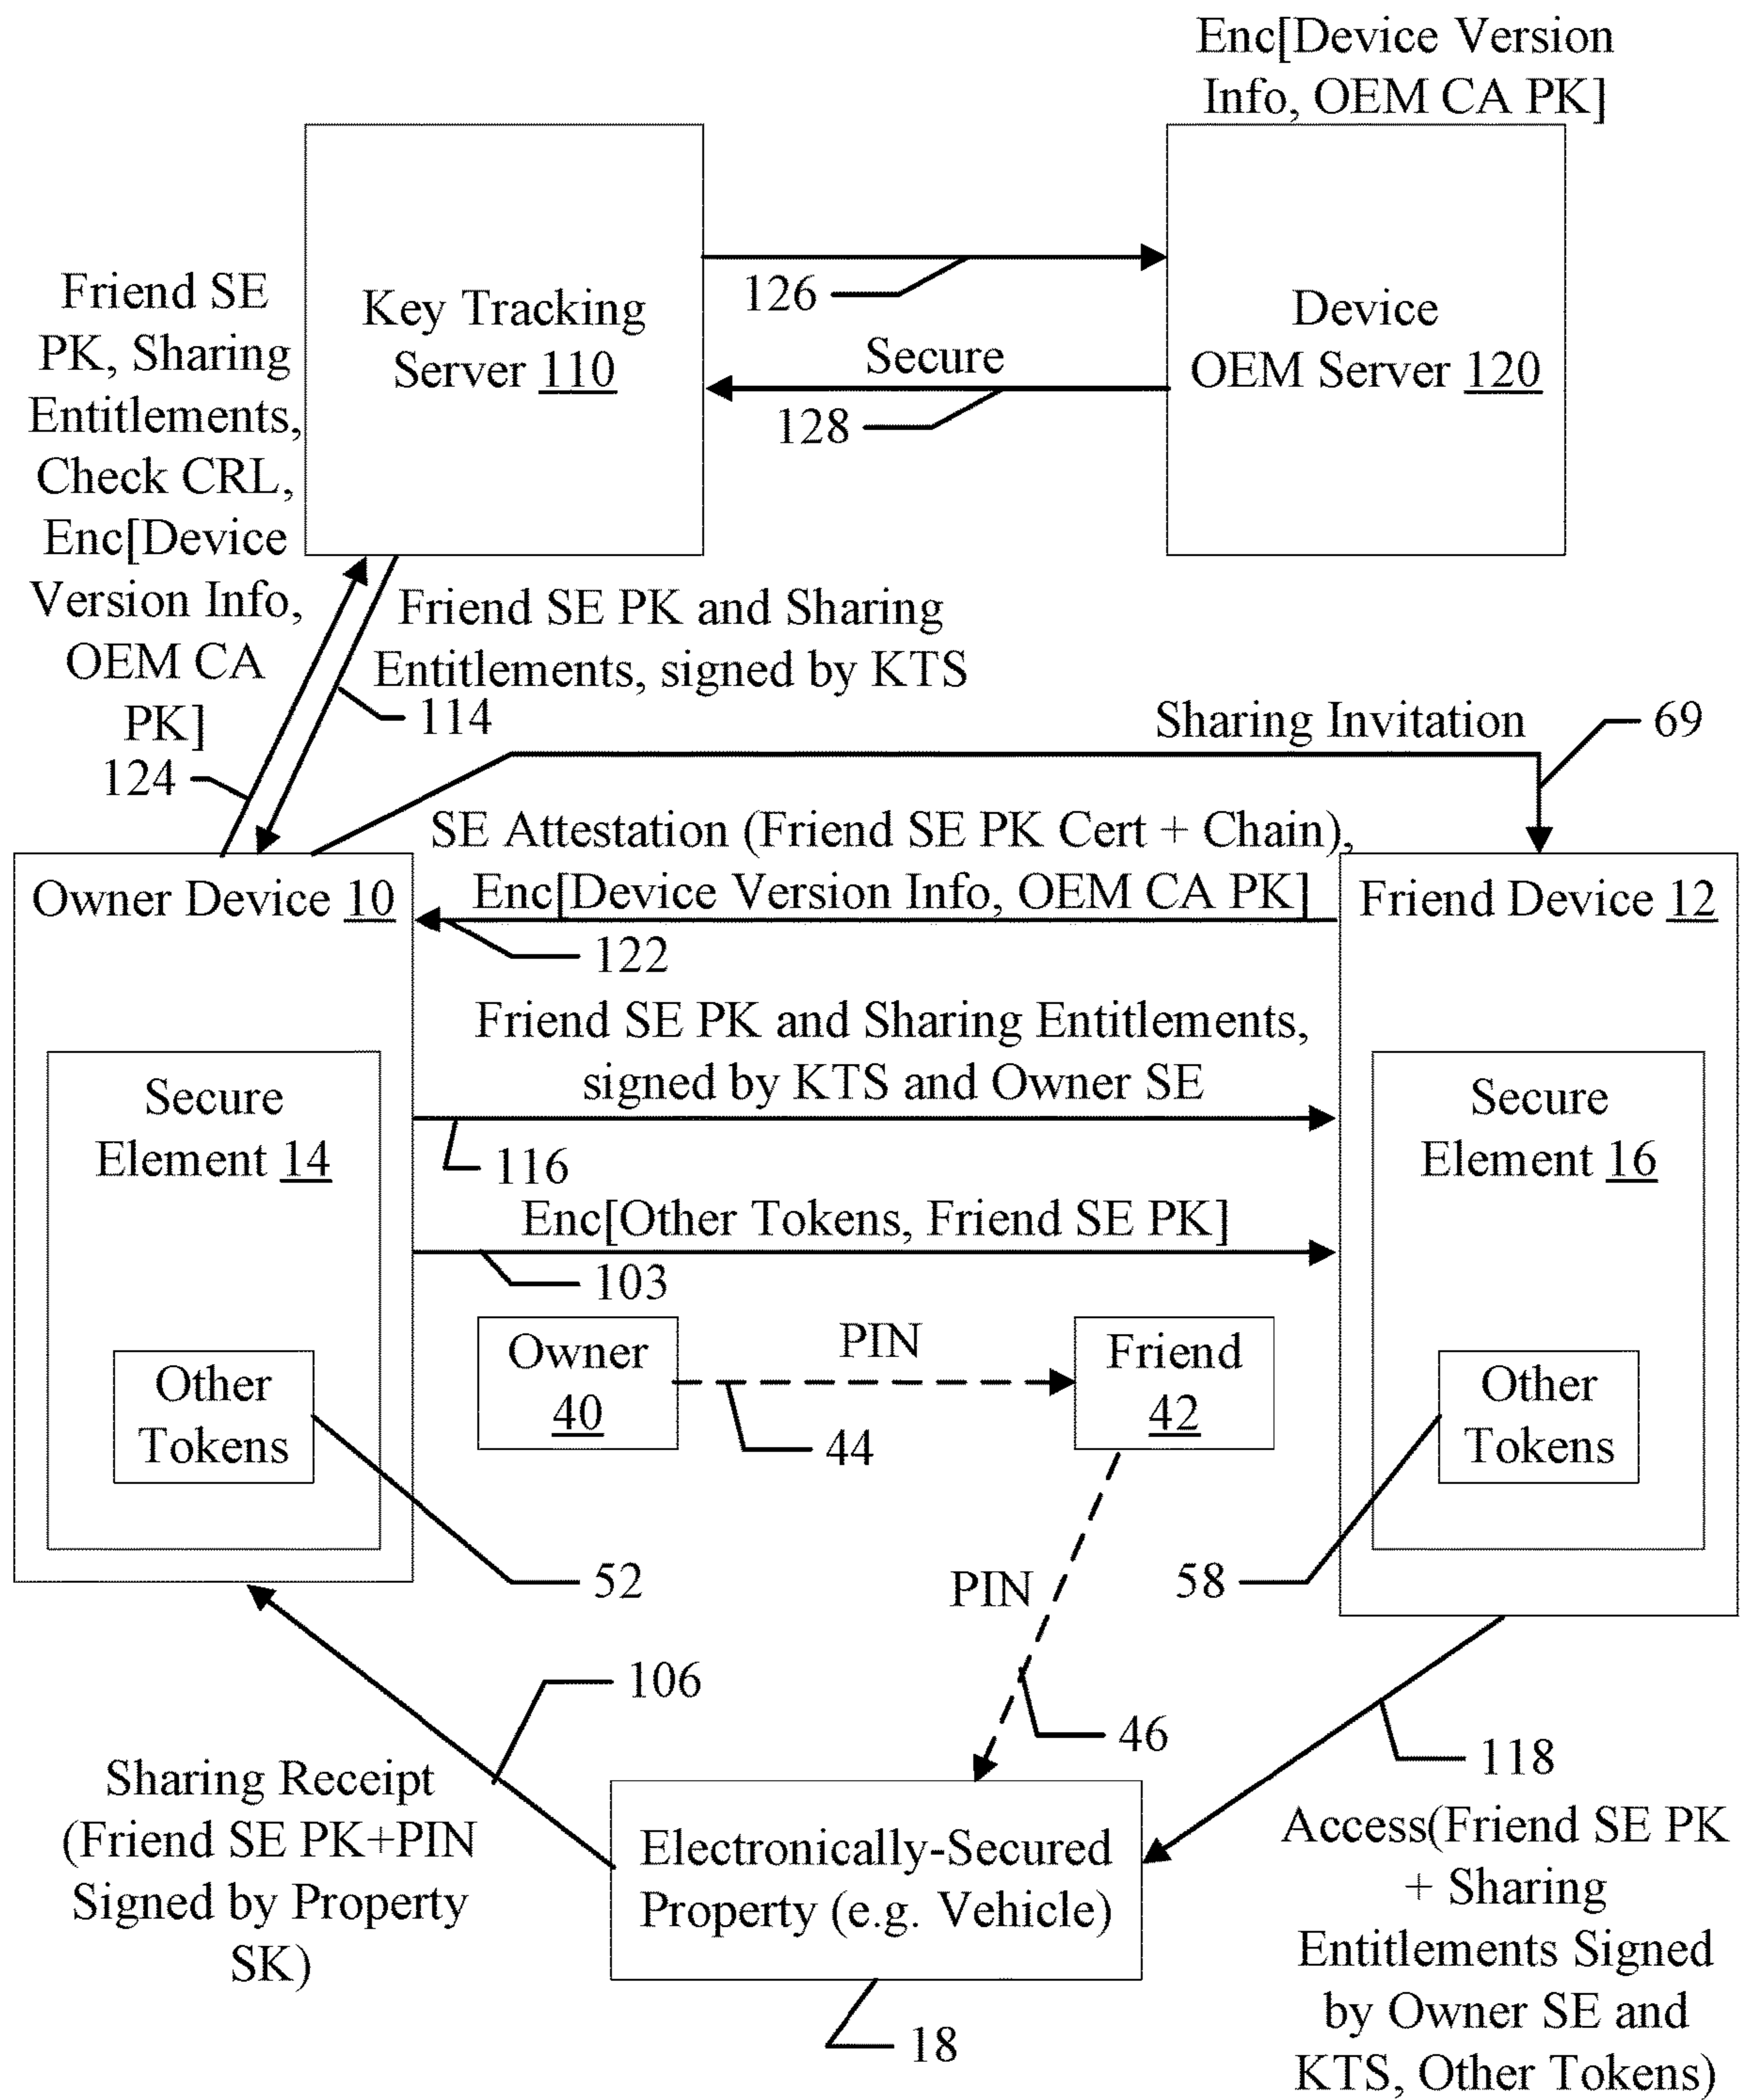 Enc[Device Version
Info, OEM CA PK]
Key Tracking
Server 110
126
Secure
128
Device
OEM Server 120
Friend SE
PK, Sharing
Entitlements,
Check CRL,
Enc[Device
Version Info,
OEM CA
PK]
124
Friend SE PK and Sharing
Entitlements, signed by KTS
114
Sharing Invitation
69
SE Attestation (Friend SE PK Cert + Chain),
Enc[Device Version Info, OEM CA PK]
122
Owner Device 10
Friend Device 12
Friend SE PK and Sharing Entitlements,
signed by KTS and Owner SE
116
Secure
Element 14
Secure
Element 16
Enc[Other Tokens, Friend SE PK]
103
Owner
40
PIN
44
Friend
42
Other
Tokens
52
Other
Tokens
58
PIN
46
106
Sharing Receipt
(Friend SE PK+PIN
Signed by Property
SK)
Electronically-Secured
Property (e.g. Vehicle)
18
118
Access(Friend SE PK
+ Sharing
Entitlements Signed
by Owner SE and
KTS, Other Tokens)